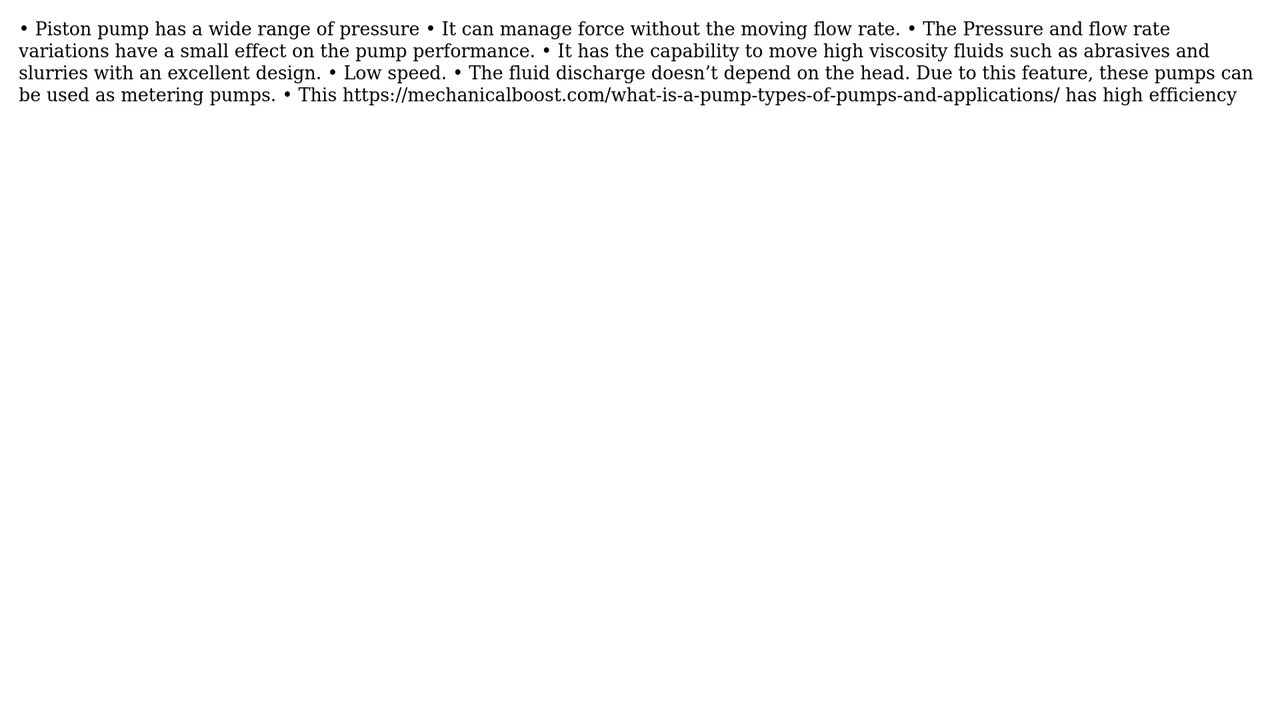 • Piston pump has a wide range of pressure • It can manage force without the moving flow rate. • The Pressure and flow rate
variations have a small effect on the pump performance. • It has the capability to move high viscosity fluids such as abrasives and
slurries with an excellent design. • Low speed. • The fluid discharge doesn’t depend on the head. Due to this feature, these pumps can
be used as metering pumps. • This https://mechanicalboost.com/what-is-a-pump-types-of-pumps-and-applications/ has high efficiency